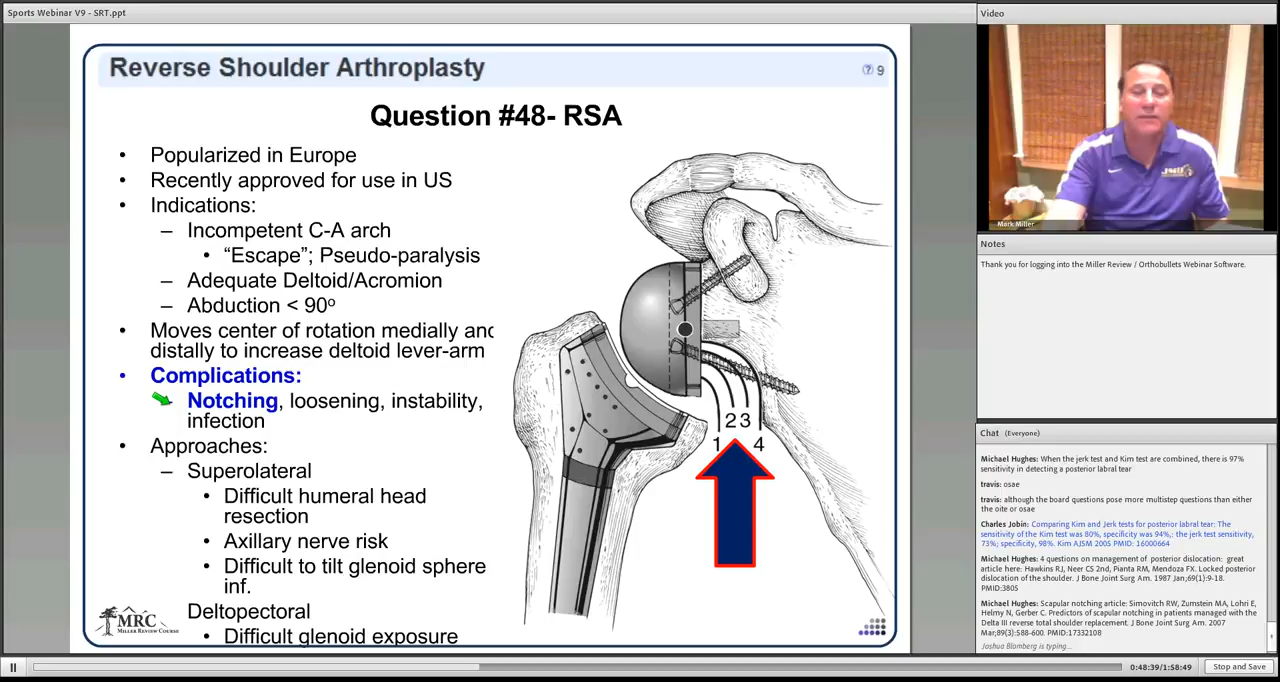 Sports Webinar V9 - SRT.ppt
Reverse Shoulder Arthroplasty
9
Question #48- RSA
• Popularized in Europe
• Recently approved for use in US
• Indications:
– Incompetent C-A arch
• “Escape”; Pseudo-paralysis
– Adequate Deltoid/Acromion
– Abduction < 90º
• Moves center of rotation medially and
distally to increase deltoid lever-arm
• Complications:
Notching, loosening, instability,
infection
• Approaches:
– Superolateral
• Difficult humeral head
resection
• Axillary nerve risk
• Difficult to tilt glenoid sphere
inf.
Deltopectoral
• Difficult glenoid exposure
1 2 3 4
MRC
MILLER REVIEW COURSE
Video
Mark Miller
Notes
Thank you for logging into the Miller Review / Orthobullets Webinar Software.
Chat (Everyone)
Michael Hughes: When the jerk test and Kim test are combined, there is 97%
sensitivity in detecting a posterior labral tear
travis: osae
travis: although the board questions pose more multistep questions than either
the oite or osae
Charles Jobin: Comparing Kim and Jerk tests for posterior labral tear: The
sensitivity of the Kim test was 80%, specificity was 94%,: the jerk test sensitivity,
73%; specificity, 98%. Kim AJSM 2005 PMID: 16000664
Michael Hughes: 4 questions on management of posterior dislocation: great
article here: Hawkins RJ, Neer CS 2nd, Pianta RM, Mendoza FX. Locked posterior
dislocation of the shoulder. J Bone Joint Surg Am. 1987 Jan;69(1):9-18.
PMID:3805
Michael Hughes: Scapular notching article: Simovitch RW, Zumstein MA, Lohri E,
Helmy N, Gerber C. Predictors of scapular notching in patients managed with the
Delta III reverse total shoulder replacement. J Bone Joint Surg Am. 2007
Mar;89(3):588-600. PMID:17332108
Joshua Blomberg is typing...
0:48:39/1:58:49
Stop and Save